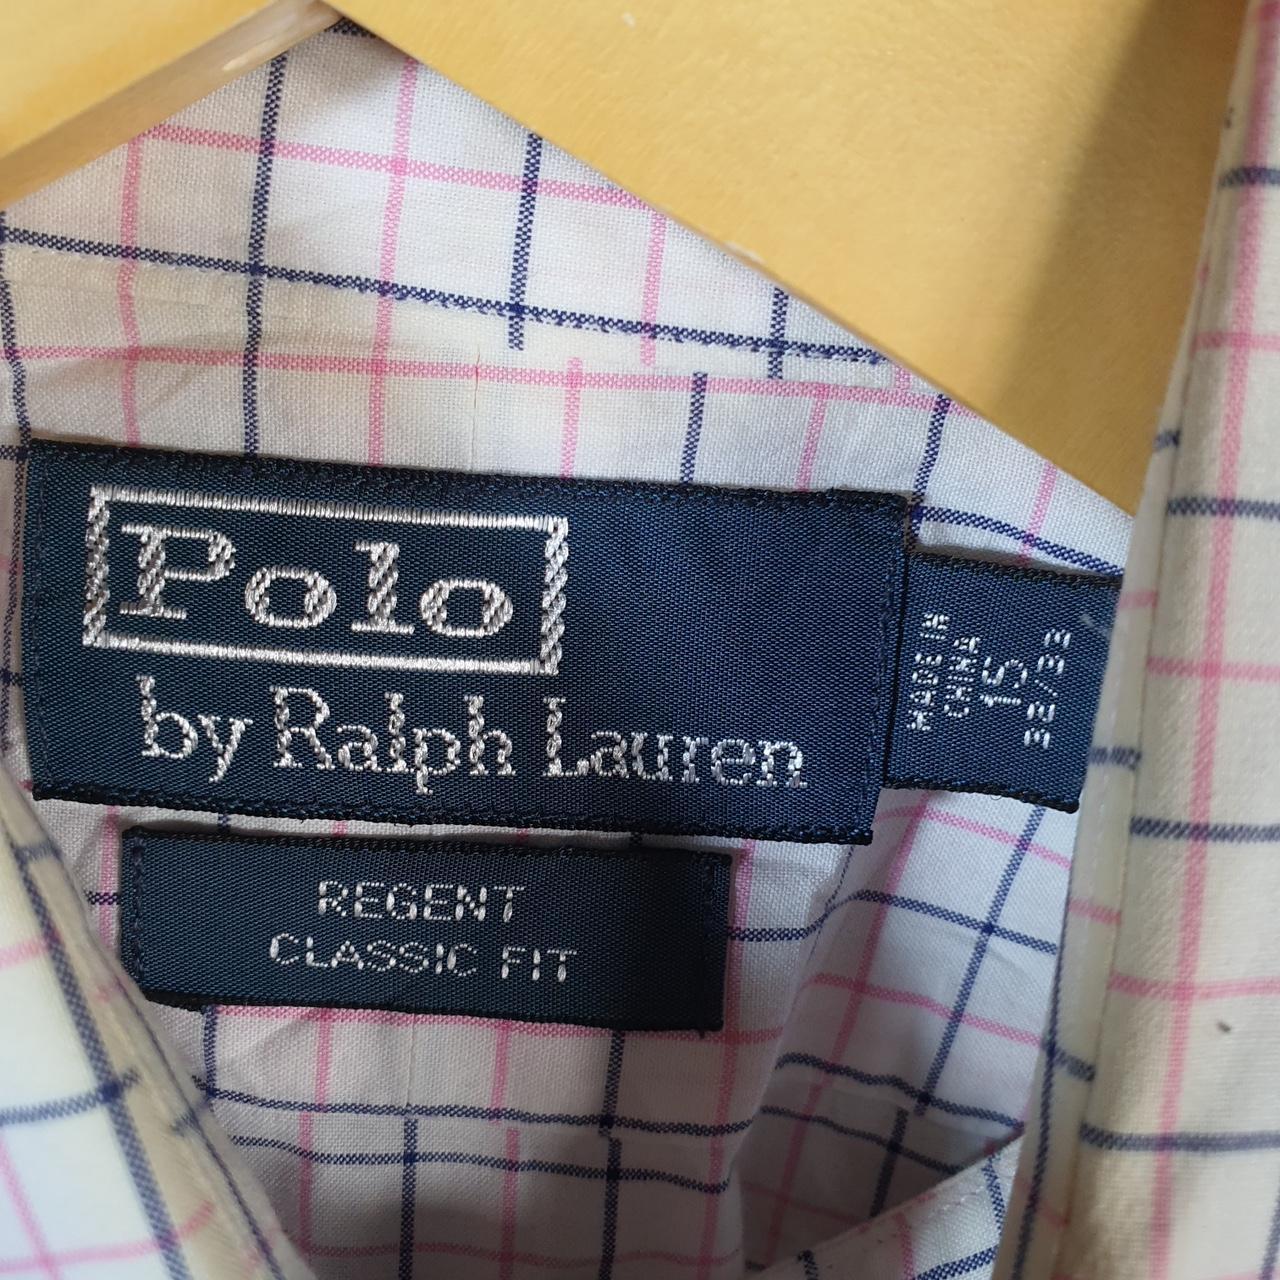 Polo
by Ralph Lauren
MADE IN
CHINA
15
32/33
REGENT
CLASSIC FIT